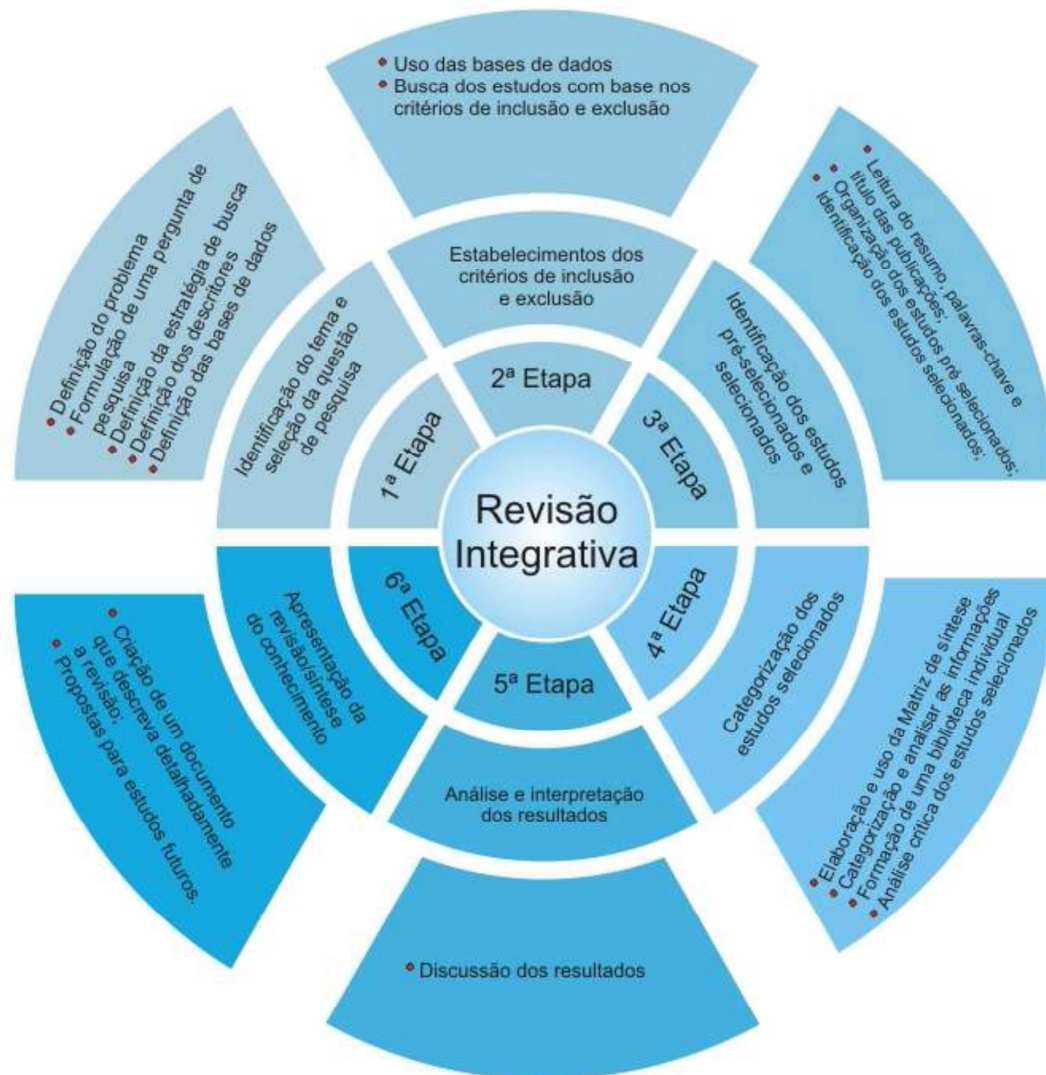 Revisão
Integrativa
1ª Etapa
Identificação do tema e
seleção da questão
de pesquisa
Definição do problema
Formulação de uma pergunta de
pesquisa
Definição da estratégia de busca
Definição dos descritores
Definição das bases de dados
2ª Etapa
Estabelecimentos dos
critérios de inclusão
e exclusão
Uso das bases de dados
Busca dos estudos com base nos
critérios de inclusão e exclusão
3ª Etapa
Identificação dos estudos
pré-selecionados e
selecionados
Leitura do resumo, palavras-chave e
título das publicações;
Organização dos estudos pré selecionados;
Identificação dos estudos selecionados;
4ª Etapa
Categorização dos
estudos selecionados
Elaboração e uso da Matriz de síntese
Categorização e analisar as informações
Formação de uma biblioteca individual
Análise crítica dos estudos selecionados
5ª Etapa
Análise e interpretação
dos resultados
Discussão dos resultados
6ª Etapa
Apresentação da
revisão/síntese
do conhecimento
Criação de um documento
que descreva detalhadamente
a revisão;
Propostas para estudos futuros.